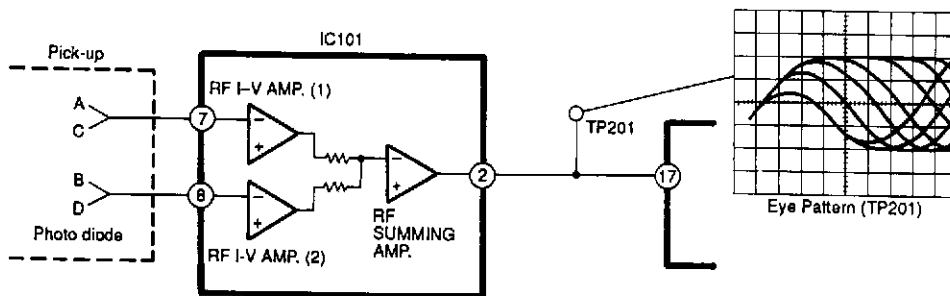 IC101
Pick-up
RF I-V AMP. (1)
A
C
7
−
+
TP201
B
D
8
−
+
−
+
2
17
Photo diode
RF I-V AMP. (2)
RF
SUMMING
AMP.
Eye Pattern (TP201)